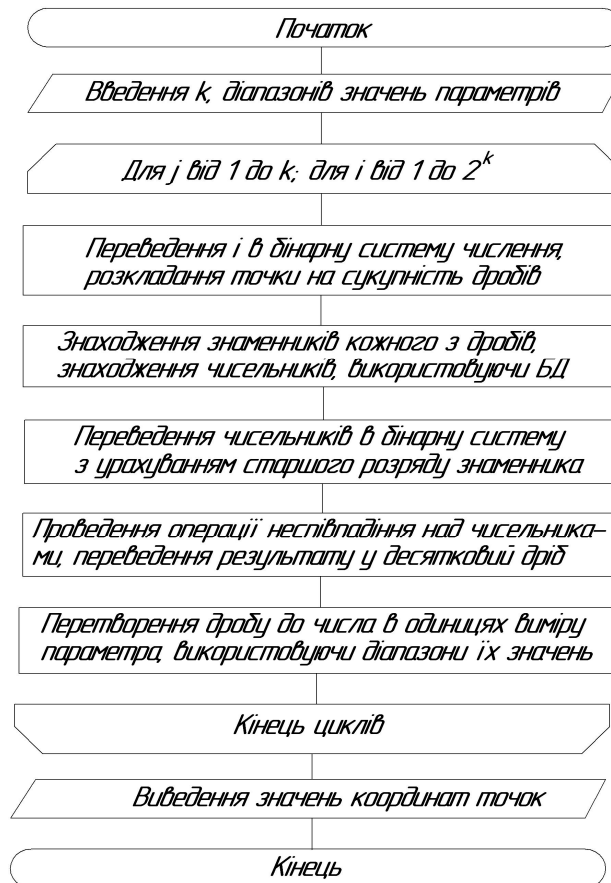 Початок
Введення k, діапазонів значень параметрів
Для j від 1 до k; для i від 1 до 2^k
Переведення i в бінарну систему числення,
розкладання точки на сукупність дробів
Знаходження знаменників кожного з дробів,
знаходження чисельників, використовуючи БД
Переведення чисельників в бінарну систему
з урахуванням старшого розряду знаменника
Проведення операції неспівпадіння над чисельника-
ми, переведення результату у десятковий дріб
Перетворення дробу до числа в одиницях виміру
параметра, використовуючи діапазони їх значень
Кінець циклів
Виведення значень координат точок
Кінець